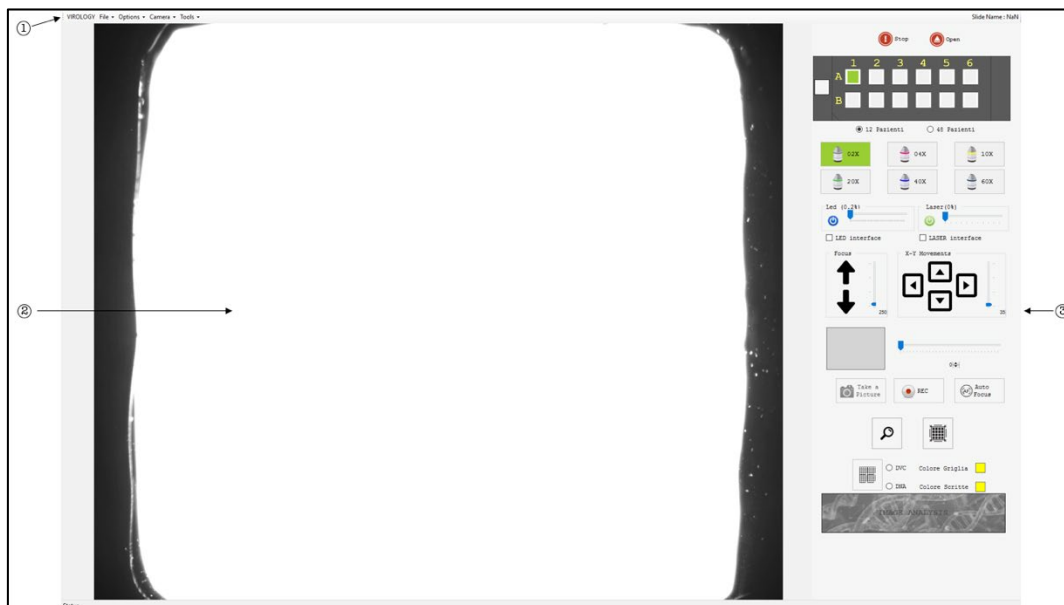 ①
VIROLOGY File Options Camera Tools
Slide Name : NaN
Stop Open
1 2 3 4 5 6
A
B
12 Pazienti 48 Pazienti
02X 04X 10X
20X 40X 60X
Led (0.2%) Laser(0%)
LED interface LASER interface
Focus X-Y Movements
②
③
250 35
Take a Picture REC Auto Focus
DVC Colore Griglia
DNA Colore Scritte
IMAGE ANALYSIS